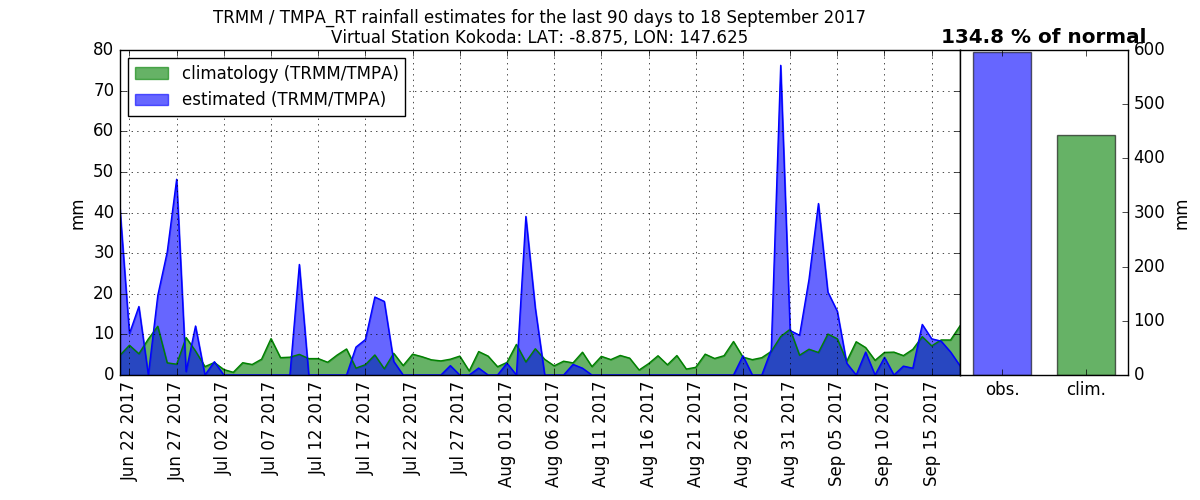 TRMM / TMPA_RT rainfall estimates for the last 90 days to 18 September 2017
Virtual Station Kokoda: LAT: -8.875, LON: 147.625
134.8 % of normal
climatology (TRMM/TMPA)
estimated (TRMM/TMPA)
80
70
60
50
40
30
20
10
0
mm
Jun 22 2017
Jun 27 2017
Jul 02 2017
Jul 07 2017
Jul 12 2017
Jul 17 2017
Jul 22 2017
Jul 27 2017
Aug 01 2017
Aug 06 2017
Aug 11 2017
Aug 16 2017
Aug 21 2017
Aug 26 2017
Aug 31 2017
Sep 05 2017
Sep 10 2017
Sep 15 2017
obs.
clim.
600
500
400
300
200
100
0
mm